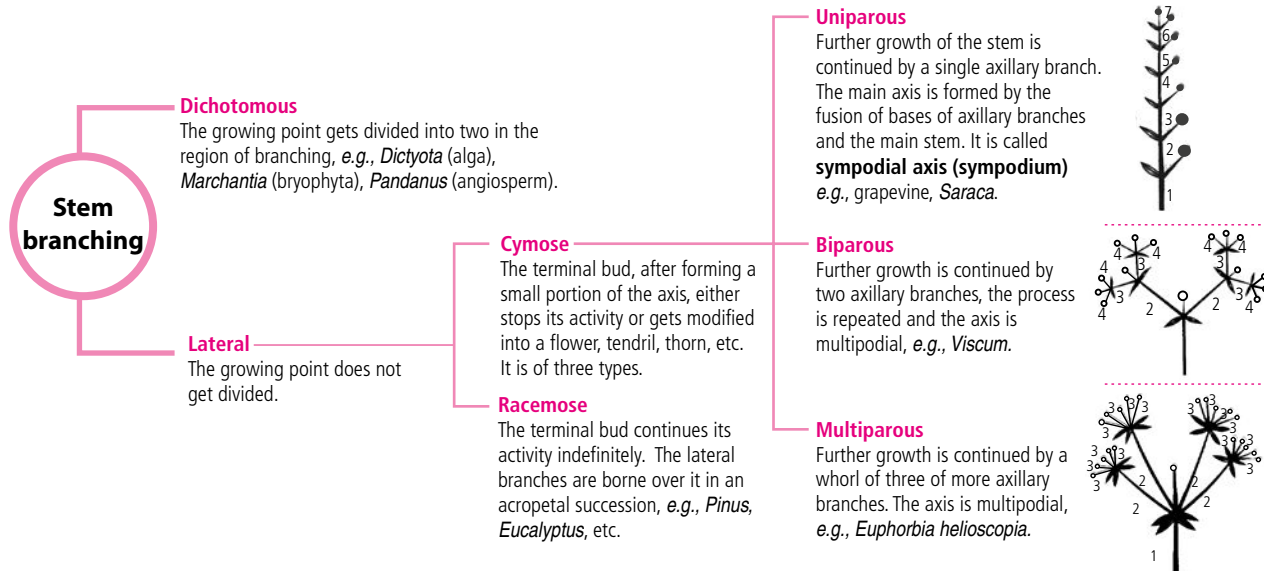 Stem
branching
Dichotomous
The growing point gets divided into two in the
region of branching, e.g., Dictyota (alga),
Marchantia (bryophyta), Pandanus (angiosperm).
Lateral
The growing point does not
get divided.
Cymose
The terminal bud, after forming a
small portion of the axis, either
stops its activity or gets modified
into a flower, tendril, thorn, etc.
It is of three types.
Racemose
The terminal bud continues its
activity indefinitely. The lateral
branches are borne over it in an
acropetal succession, e.g., Pinus,
Eucalyptus, etc.
Uniparous
Further growth of the stem is
continued by a single axillary branch.
The main axis is formed by the
fusion of bases of axillary branches
and the main stem. It is called
sympodial axis (sympodium)
e.g., grapevine, Saraca.
7
6
5
4
3
2
1
Biparous
Further growth is continued by
two axillary branches, the process
is repeated and the axis is
multipodial, e.g., Viscum.
4 4 4 4
4 3 3 4
4 3 2 2 3 4
Multiparous
Further growth is continued by a
whorl of three of more axillary
branches. The axis is multipodial,
e.g., Euphorbia helioscopia.
3 3 3 3 3 3
3 3 3 3 3 3
2 2
2 2
1